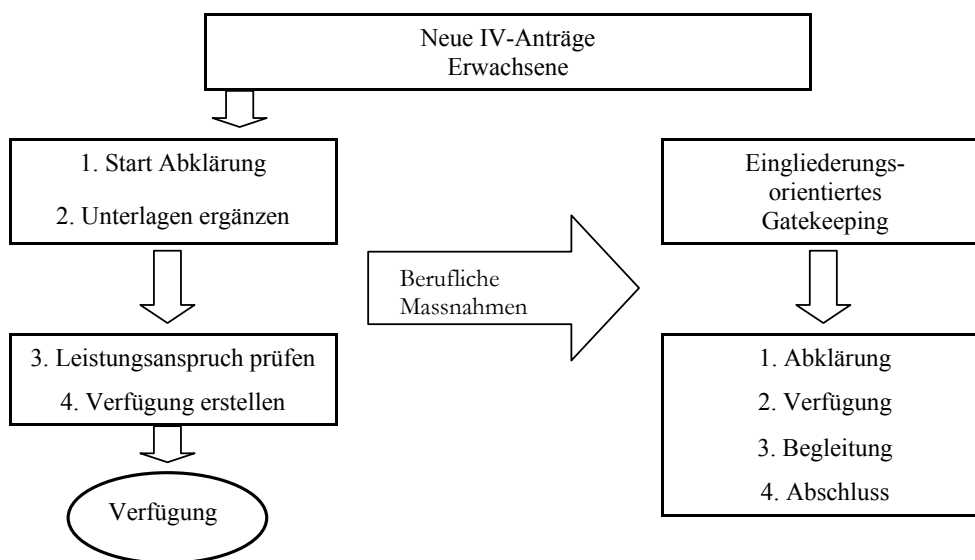 Neue IV-Anträge
Erwachsene
1. Start Abklärung
2. Unterlagen ergänzen
3. Leistungsanspruch prüfen
4. Verfügung erstellen
Verfügung
Berufliche
Massnahmen
Eingliederungs-
orientiertes
Gatekeeping
1. Abklärung
2. Verfügung
3. Begleitung
4. Abschluss